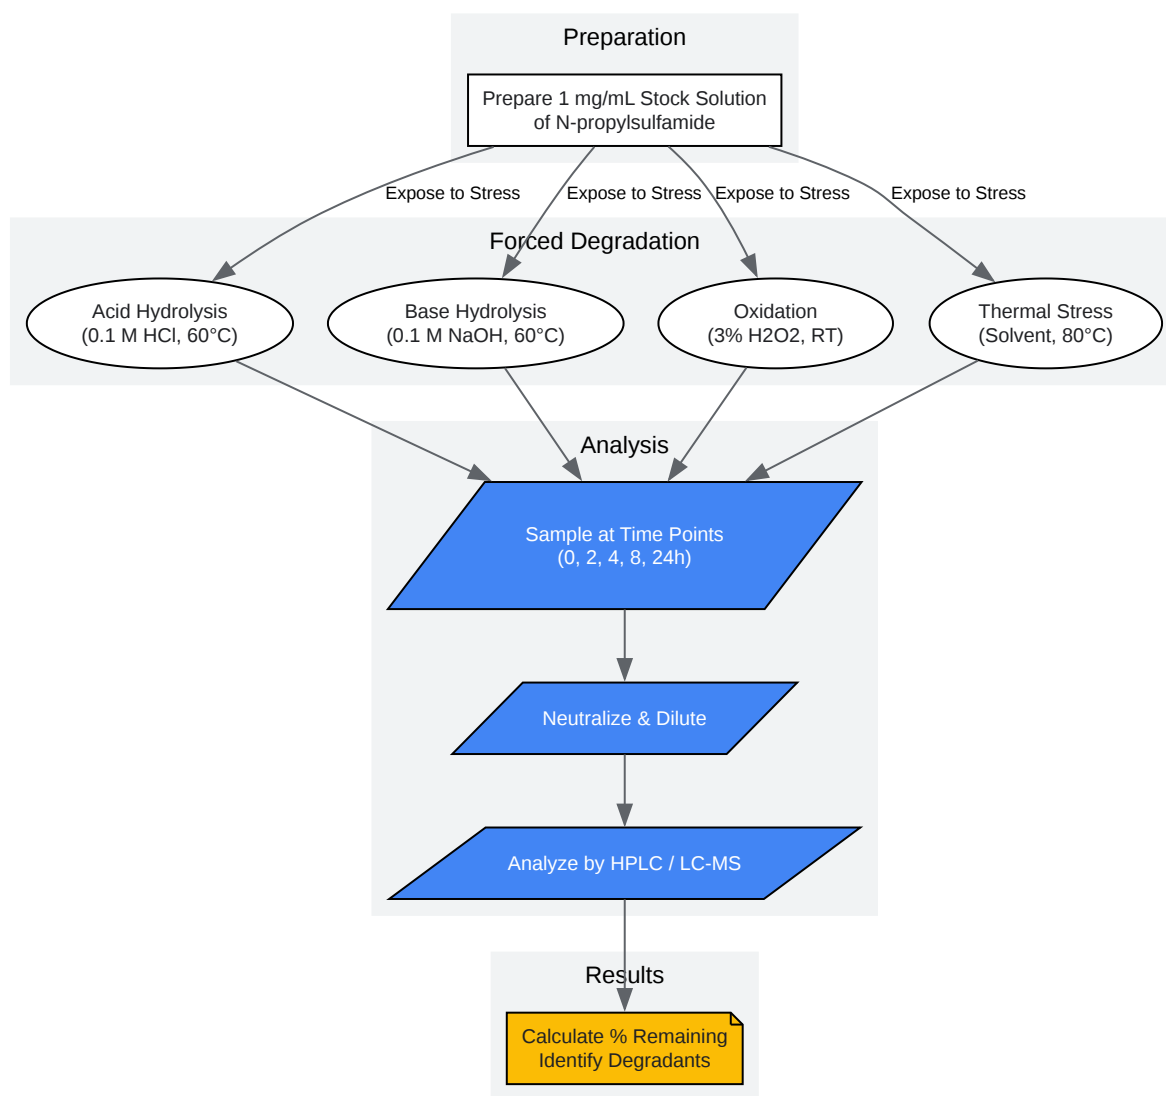 Preparation
Prepare 1 mg/mL Stock Solution
of N-propylsulfamide
Expose to Stress
Expose to Stress
Expose to Stress
Expose to Stress
Forced Degradation
Acid Hydrolysis
(0.1 M HCl, 60°C)
Base Hydrolysis
(0.1 M NaOH, 60°C)
Oxidation
(3% H2O2, RT)
Thermal Stress
(Solvent, 80°C)
Analysis
Sample at Time Points
(0, 2, 4, 8, 24h)
Neutralize & Dilute
Analyze by HPLC / LC-MS
Results
Calculate % Remaining
Identify Degradants